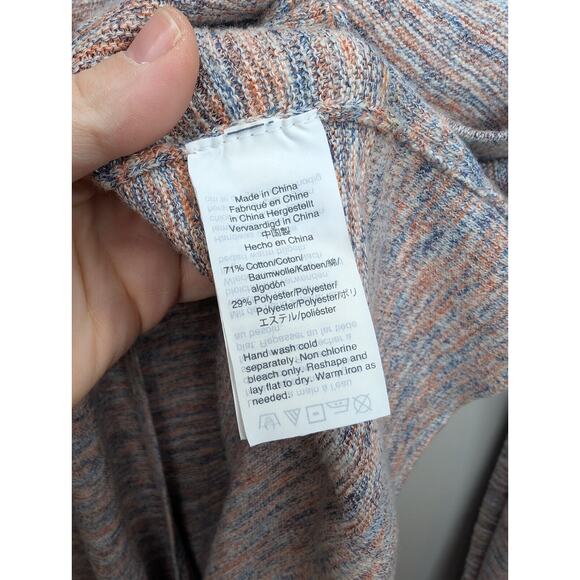 Made in China
Fabriqué en Chine
in China Hergestellt
Vervaardigd in China
中国製
Hecho en China
71% Cotton/Coton/
Baumwolle/Katoen/綿/
algodón
29% Polyester/Polyester/
Polyester/Polyester/ポリ
エステル/poliéster
Hand wash cold
separately. Non chlorine
bleach only. Reshape and
lay flat to dry. Warm iron as
needed.